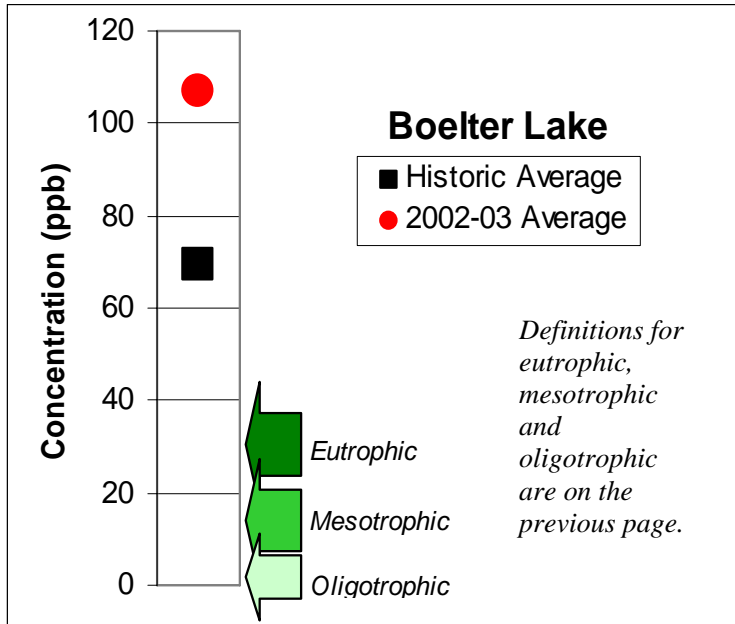 Concentration (ppb)
120
100
80
60
40
20
0
Boelter Lake
Historic Average
2002-03 Average
Eutrophic
Mesotrophic
Oligotrophic
Definitions for
eutrophic,
mesotrophic
and
oligotrophic
are on the
previous page.